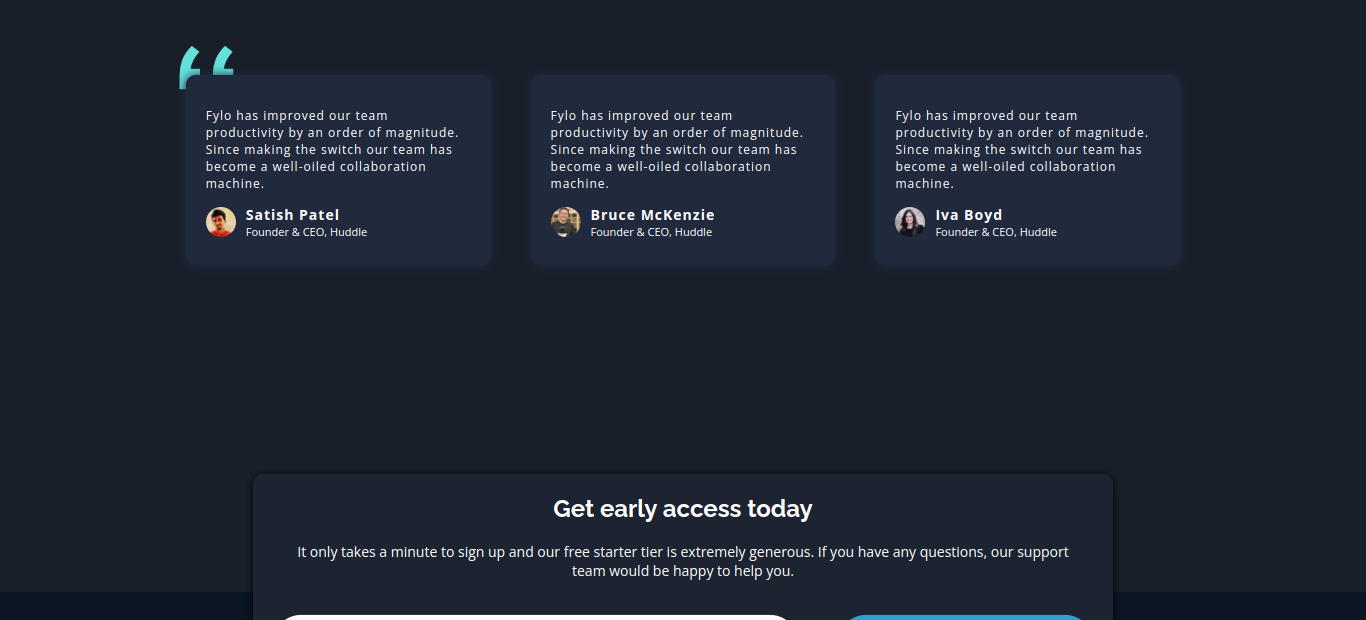 Fylo has improved our team
productivity by an order of magnitude.
Since making the switch our team has
become a well-oiled collaboration
machine.
Satish Patel
Founder & CEO, Huddle
Fylo has improved our team
productivity by an order of magnitude.
Since making the switch our team has
become a well-oiled collaboration
machine.
Bruce McKenzie
Founder & CEO, Huddle
Fylo has improved our team
productivity by an order of magnitude.
Since making the switch our team has
become a well-oiled collaboration
machine.
Iva Boyd
Founder & CEO, Huddle
Get early access today
It only takes a minute to sign up and our free starter tier is extremely generous. If you have any questions, our support
team would be happy to help you.